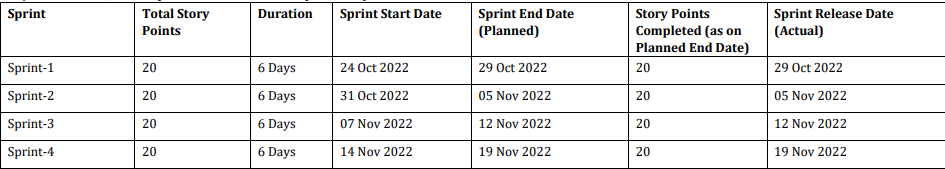 Sprint Total Story Points Duration Sprint Start Date Sprint End Date (Planned) Story Points Completed (as on Planned End Date) Sprint Release Date (Actual)
Sprint-1 20 6 Days 24 Oct 2022 29 Oct 2022 20 29 Oct 2022
Sprint-2 20 6 Days 31 Oct 2022 05 Nov 2022 20 05 Nov 2022
Sprint-3 20 6 Days 07 Nov 2022 12 Nov 2022 20 12 Nov 2022
Sprint-4 20 6 Days 14 Nov 2022 19 Nov 2022 20 19 Nov 2022